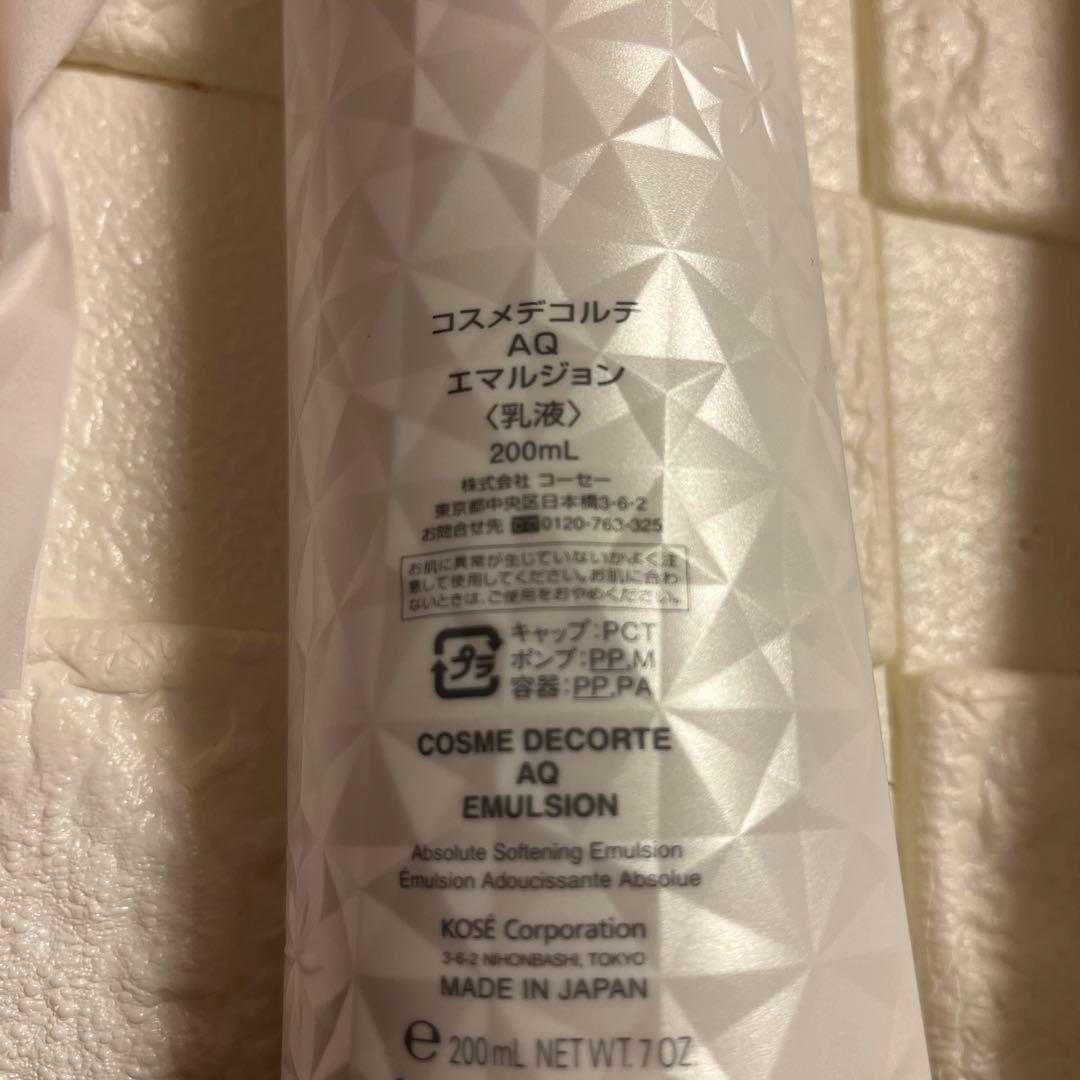 コスメデコルテ
AQ
エマルジョン
〈乳液〉
200mL
株式会社 コーセー
東京都中央区日本橋3-6-2
お問合せ先 0120-763-325
お肌に異常が生じていないかよく注
意して使用してください。お肌に合わ
ないときは、ご使用をおやめください。
プラ
キャップ:PCT
ポンプ:PP,M
容器:PP,PA
COSME DECORTE
AQ
EMULSION
Absolute Softening Emulsion
Émulsion Adoucissante Absolue
KOSÉ Corporation
3-6-2 NIHONBASHI, TOKYO
MADE IN JAPAN
e 200mL NET WT. 7 OZ